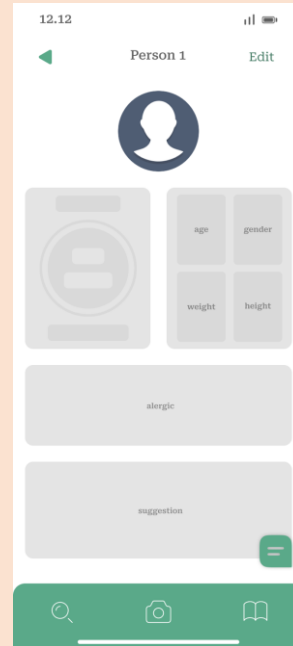 12.12
Person 1
Edit
age
gender
weight
height
alergic
suggestion